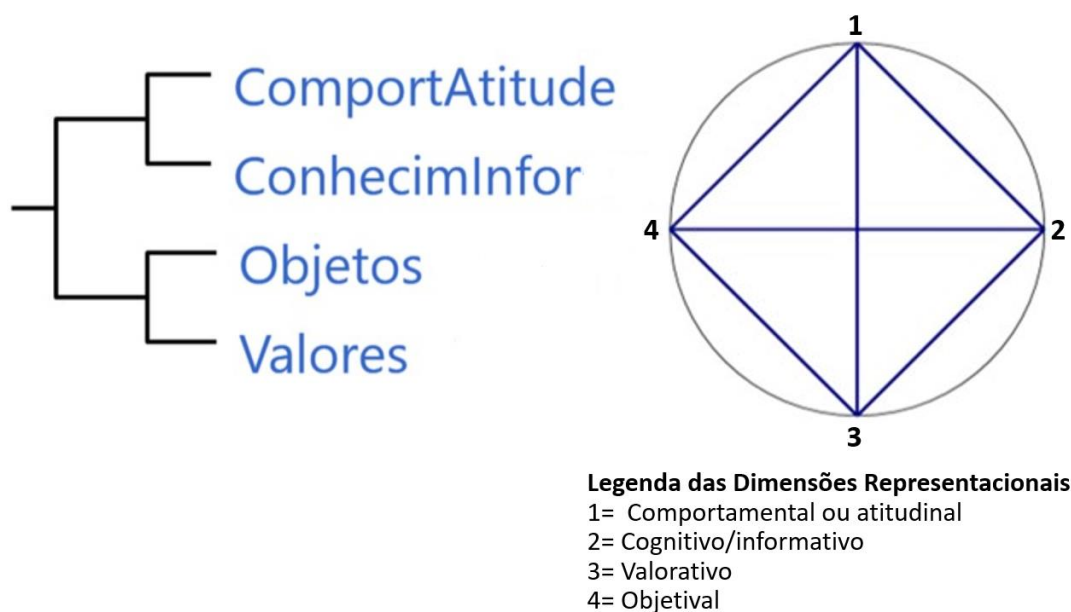 ComportAtitude
ConhecimInfor
Objetos
Valores
1
4
2
3
Legenda das Dimensões Representacionais
1= Comportamental ou atitudinal
2= Cognitivo/informativo
3= Valorativo
4= Objetival